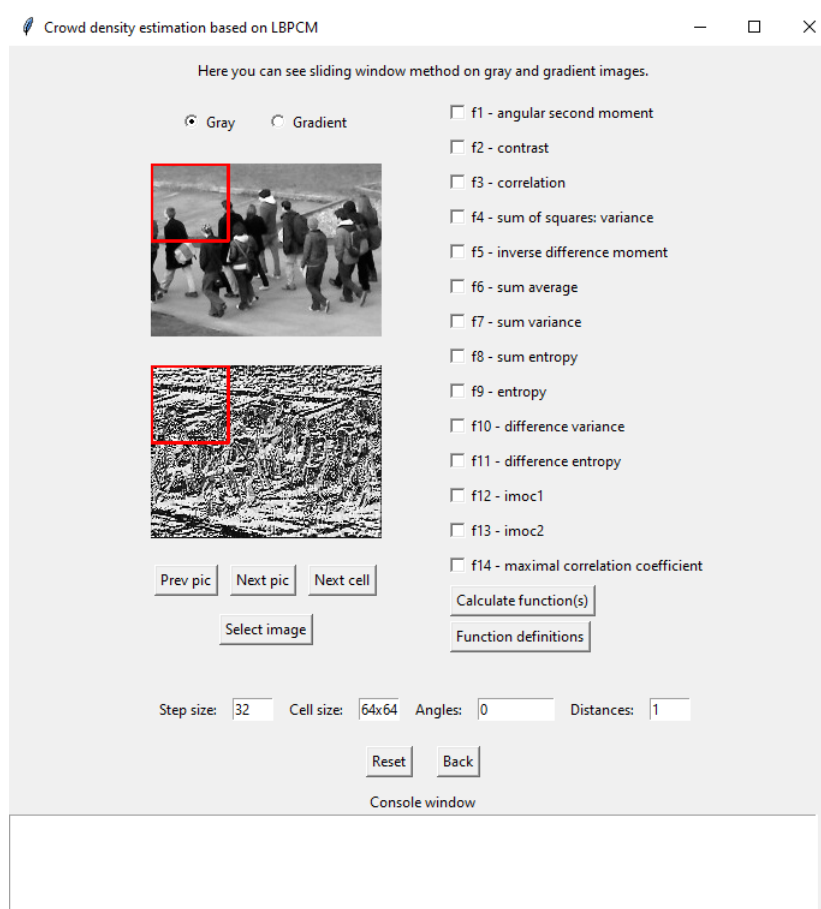 Crowd density estimation based on LBPCM
Here you can see sliding window method on gray and gradient images.
Gray Gradient
f1 - angular second moment
f2 - contrast
f3 - correlation
f4 - sum of squares: variance
f5 - inverse difference moment
f6 - sum average
f7 - sum variance
f8 - sum entropy
f9 - entropy
f10 - difference variance
f11 - difference entropy
f12 - imoc1
f13 - imoc2
f14 - maximal correlation coefficient
Prev pic Next pic Next cell
Calculate function(s)
Select image
Function definitions
Step size: 32 Cell size: 64x64 Angles: 0 Distances: 1
Reset Back
Console window